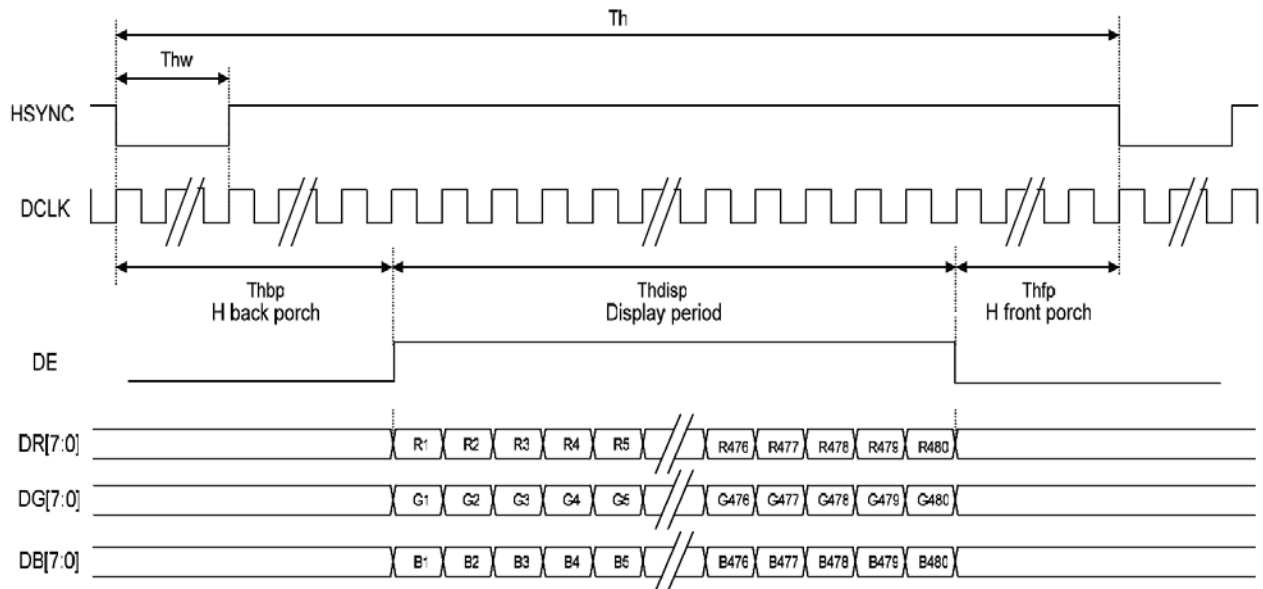 Th
Thw
HSYNC
DCLK
Thbp Thdisp Thfp
H back porch Display period H front porch
DE
DR[7:0] R1 R2 R3 R4 R5 R476 R477 R478 R479 R480
DG[7:0] G1 G2 G3 G4 G5 G476 G477 G478 G479 G480
DB[7:0] B1 B2 B3 B4 B5 B476 B477 B478 B479 B480